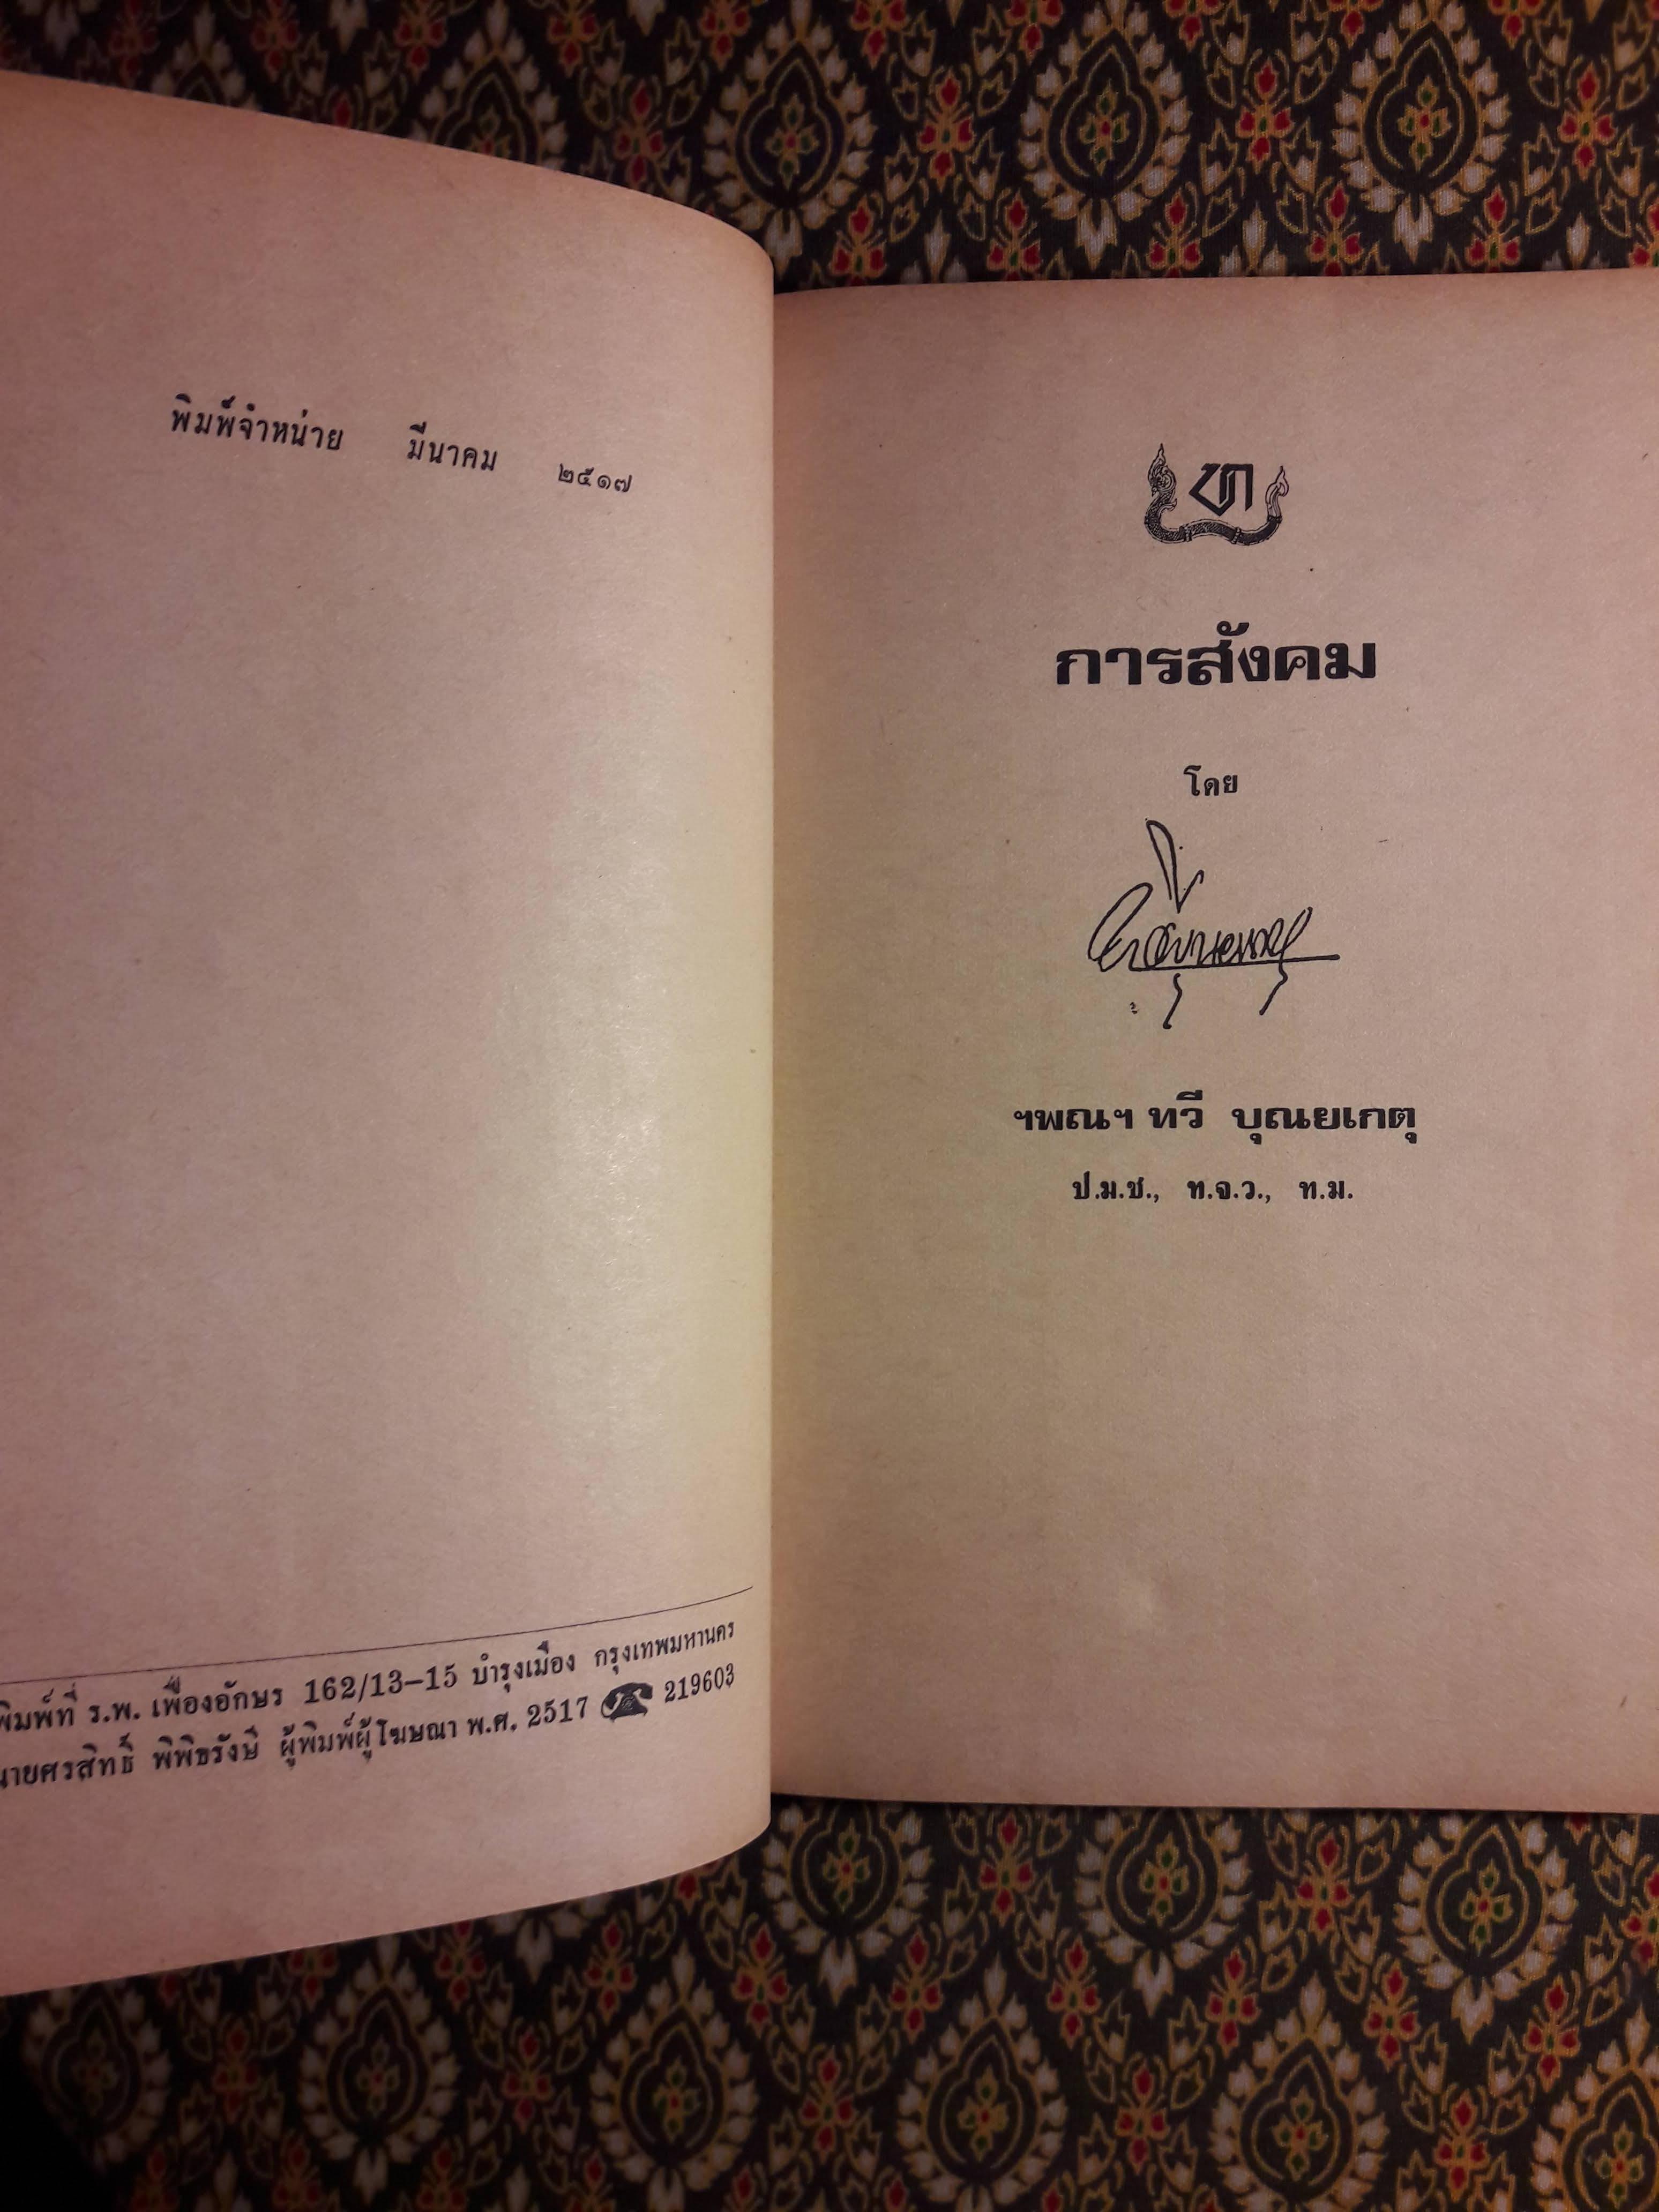 พิมพ์จำหน่าย มีนาคม ๒๕๑๗
พิมพ์ที่ ร.พ. เฟื่องอักษร 162/13–15 บำรุงเมือง กรุงเทพมหานคร
นายศรสิทธิ์ พิพิธรังษี ผู้พิมพ์ผู้โฆษณา พ.ศ. 2517 ☎ 219603
ท
การสังคม
โดย
ฯพณฯ ทวี บุณยเกตุ
ป.ม.ช., ท.จ.ว., ท.ม.